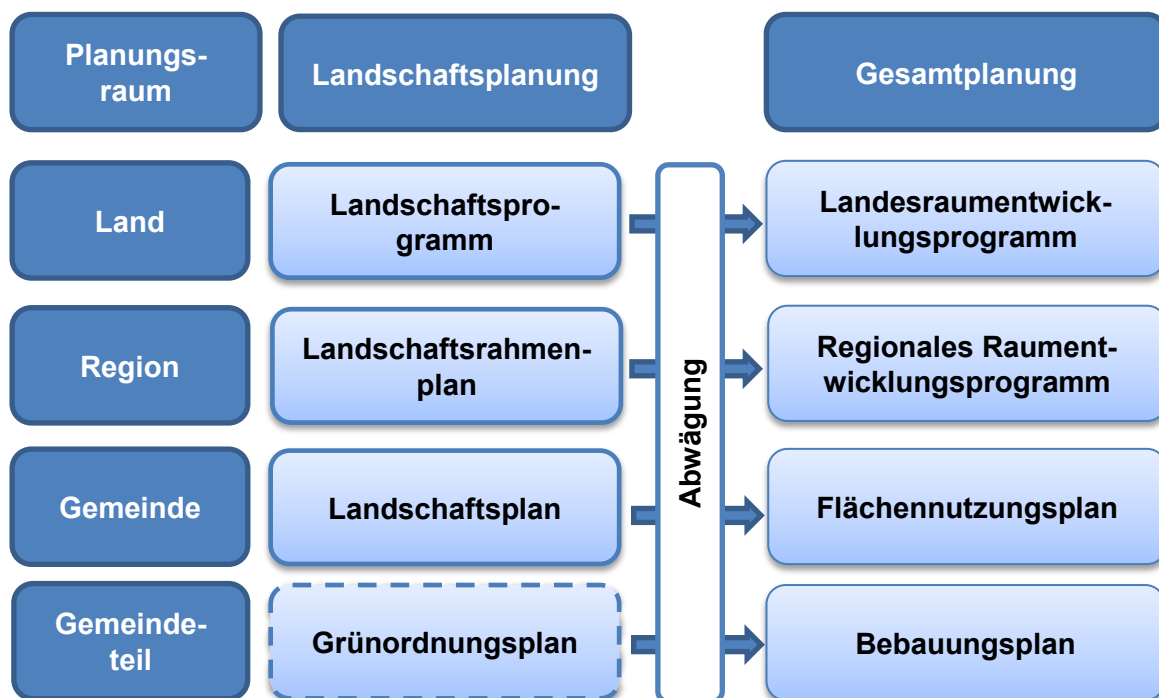 Planungs-
raum
Landschaftsplanung
Gesamtplanung
Land
Landschaftspro-
gramm
Landesraumentwick-
lungsprogramm
Region
Landschaftsrahmen-
plan
Regionales Raument-
wicklungsprogramm
Abwägung
Gemeinde
Landschaftsplan
Flächennutzungsplan
Gemeinde-
teil
Grünordnungsplan
Bebauungsplan